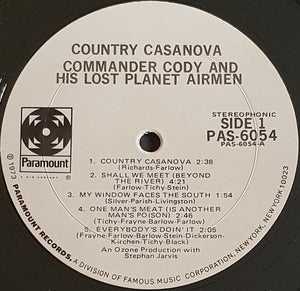 COUNTRY CASANOVA
COMMANDER CODY AND
HIS LOST PLANET AIRMEN
STEREOPHONIC
SIDE 1
PAS-6054
PAS-6054-A
Paramount
℗ 1973
1. COUNTRY CASANOVA 2:38
(Richards-Farlow)
2. SHALL WE MEET (BEYOND
THE RIVER) 4:21
(Farlow-Tichy-Stein)
3. MY WINDOW FACES THE SOUTH 1:54
(Silver-Parish-Livingston)
4. ONE MAN'S MEAT (IS ANOTHER
MAN'S POISON) 2:46
(Tichy-Frayne-Barlow-Farlow)
5. EVERYBODY'S DOIN' IT 2:05
(Frayne-Farlow-Barlow-Stein-Dickerson-
Kirchen-Tichy-Black)
An Ozone Production with
Stephan Jarvis
PARAMOUNT RECORDS, A DIVISION OF FAMOUS MUSIC CORPORATION, NEW YORK, NEW YORK 10023